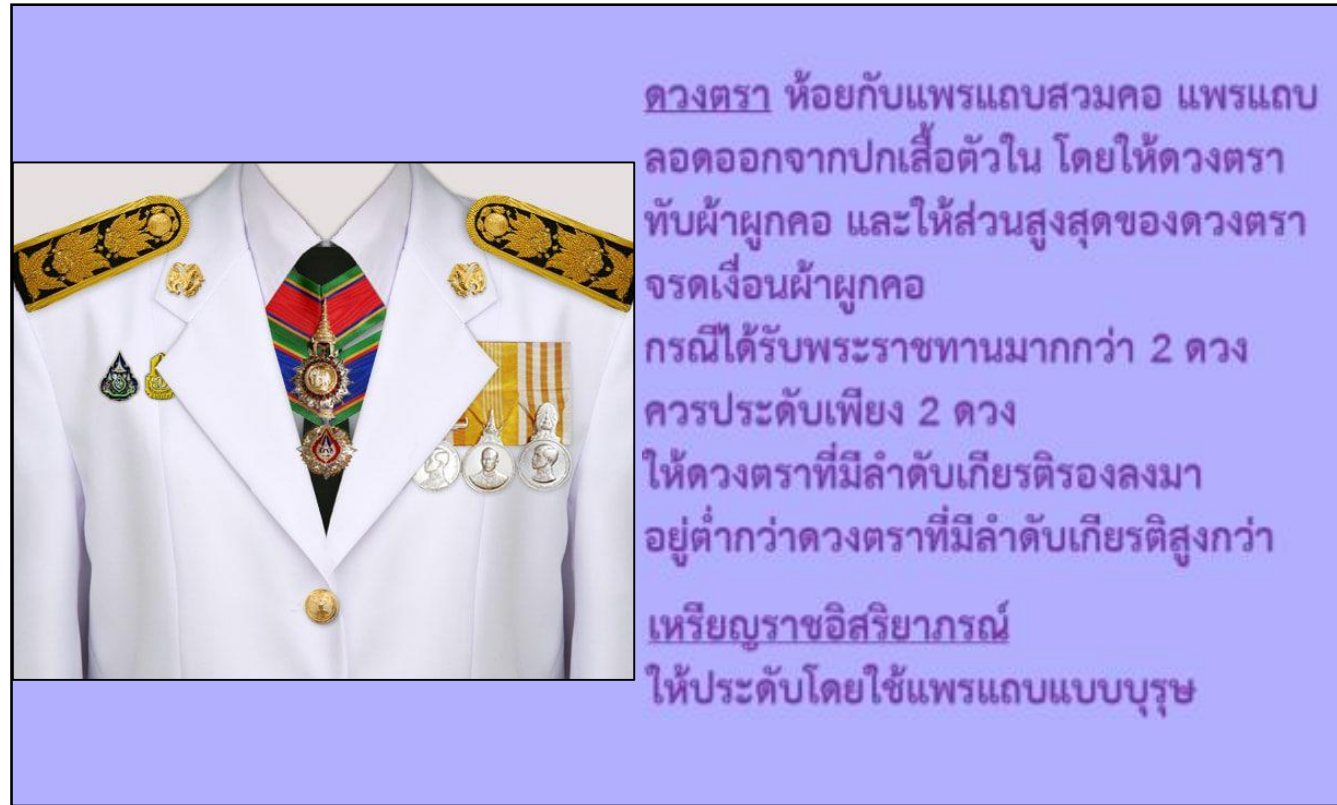 ดวงตรา ห้อยกับแพรแถบสวมคอ แพรแถบ
ลอดออกจากปกเสื้อตัวใน โดยให้ดวงตรา
ทับผ้าผูกคอ และให้ส่วนสูงสุดของดวงตรา
จรดเงื่อนผ้าผูกคอ
กรณีได้รับพระราชทานมากกว่า 2 ดวง
ควรประดับเพียง 2 ดวง
ให้ดวงตราที่มีลำดับเกียรติรองลงมา
อยู่ต่ำกว่าดวงตราที่มีลำดับเกียรติสูงกว่า
เหรียญราชอิสริยาภรณ์
ให้ประดับโดยใช้แพรแถบแบบบุรุษ